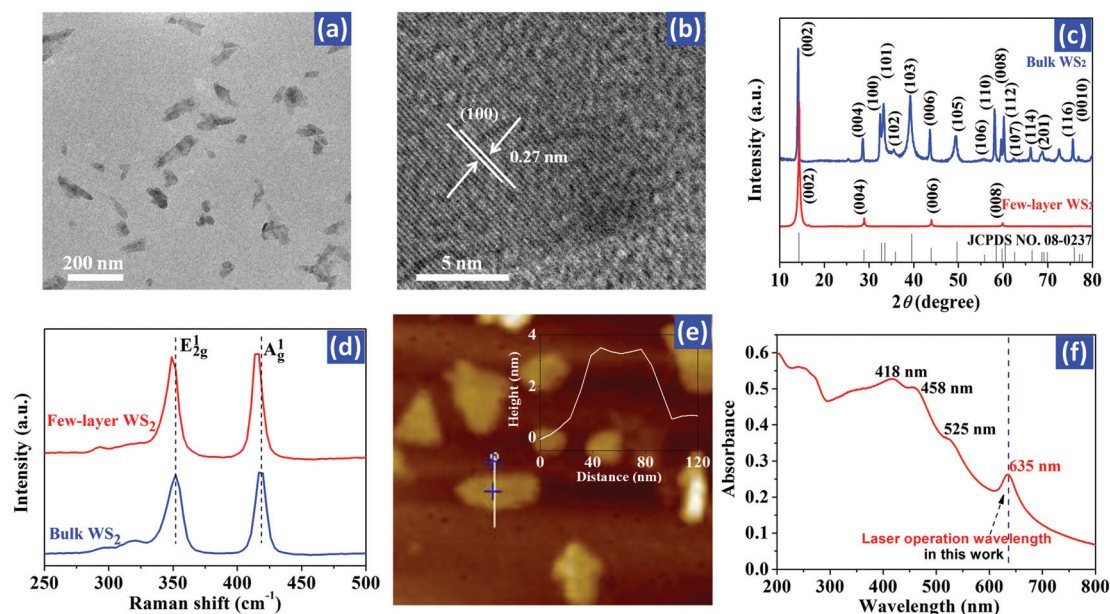 (a)
200 nm
(b)
(100)
0.27 nm
5 nm
(c)
Intensity (a.u.)
(002)
(004)
(100)
(101)
(102)
(103)
(006)
(105)
(106)
(110)
(008)
(112)
(107)
(114)
(201)
(116)
(0010)
Bulk WS₂
(002)
(004)
(006)
(008)
Few-layer WS₂
JCPDS NO. 08-0237
10 20 30 40 50 60 70 80
2θ (degree)
(d)
Intensity (a.u.)
E¹₂g
A¹g
Few-layer WS₂
Bulk WS₂
250 300 350 400 450 500
Raman shift (cm⁻¹)
(e)
Height (nm)
4
2
0
0 40 80 120
Distance (nm)
(f)
Absorbance
0.6
0.5
0.4
0.3
0.2
0.1
0.0
418 nm
458 nm
525 nm
635 nm
Laser operation wavelength
in this work
200 300 400 500 600 700 800
Wavelength (nm)